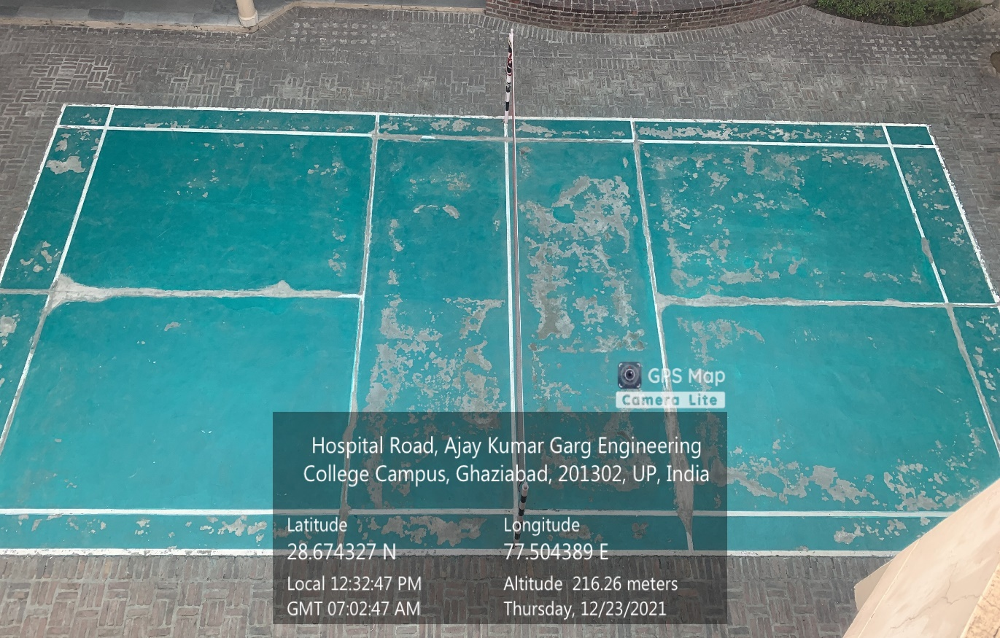 GPS Map
Camera Lite
Hospital Road, Ajay Kumar Garg Engineering
College Campus, Ghaziabad, 201302, UP, India
Latitude
28.674327 N
Longitude
77.504389 E
Local 12:32:47 PM
GMT 07:02:47 AM
Altitude 216.26 meters
Thursday, 12/23/2021